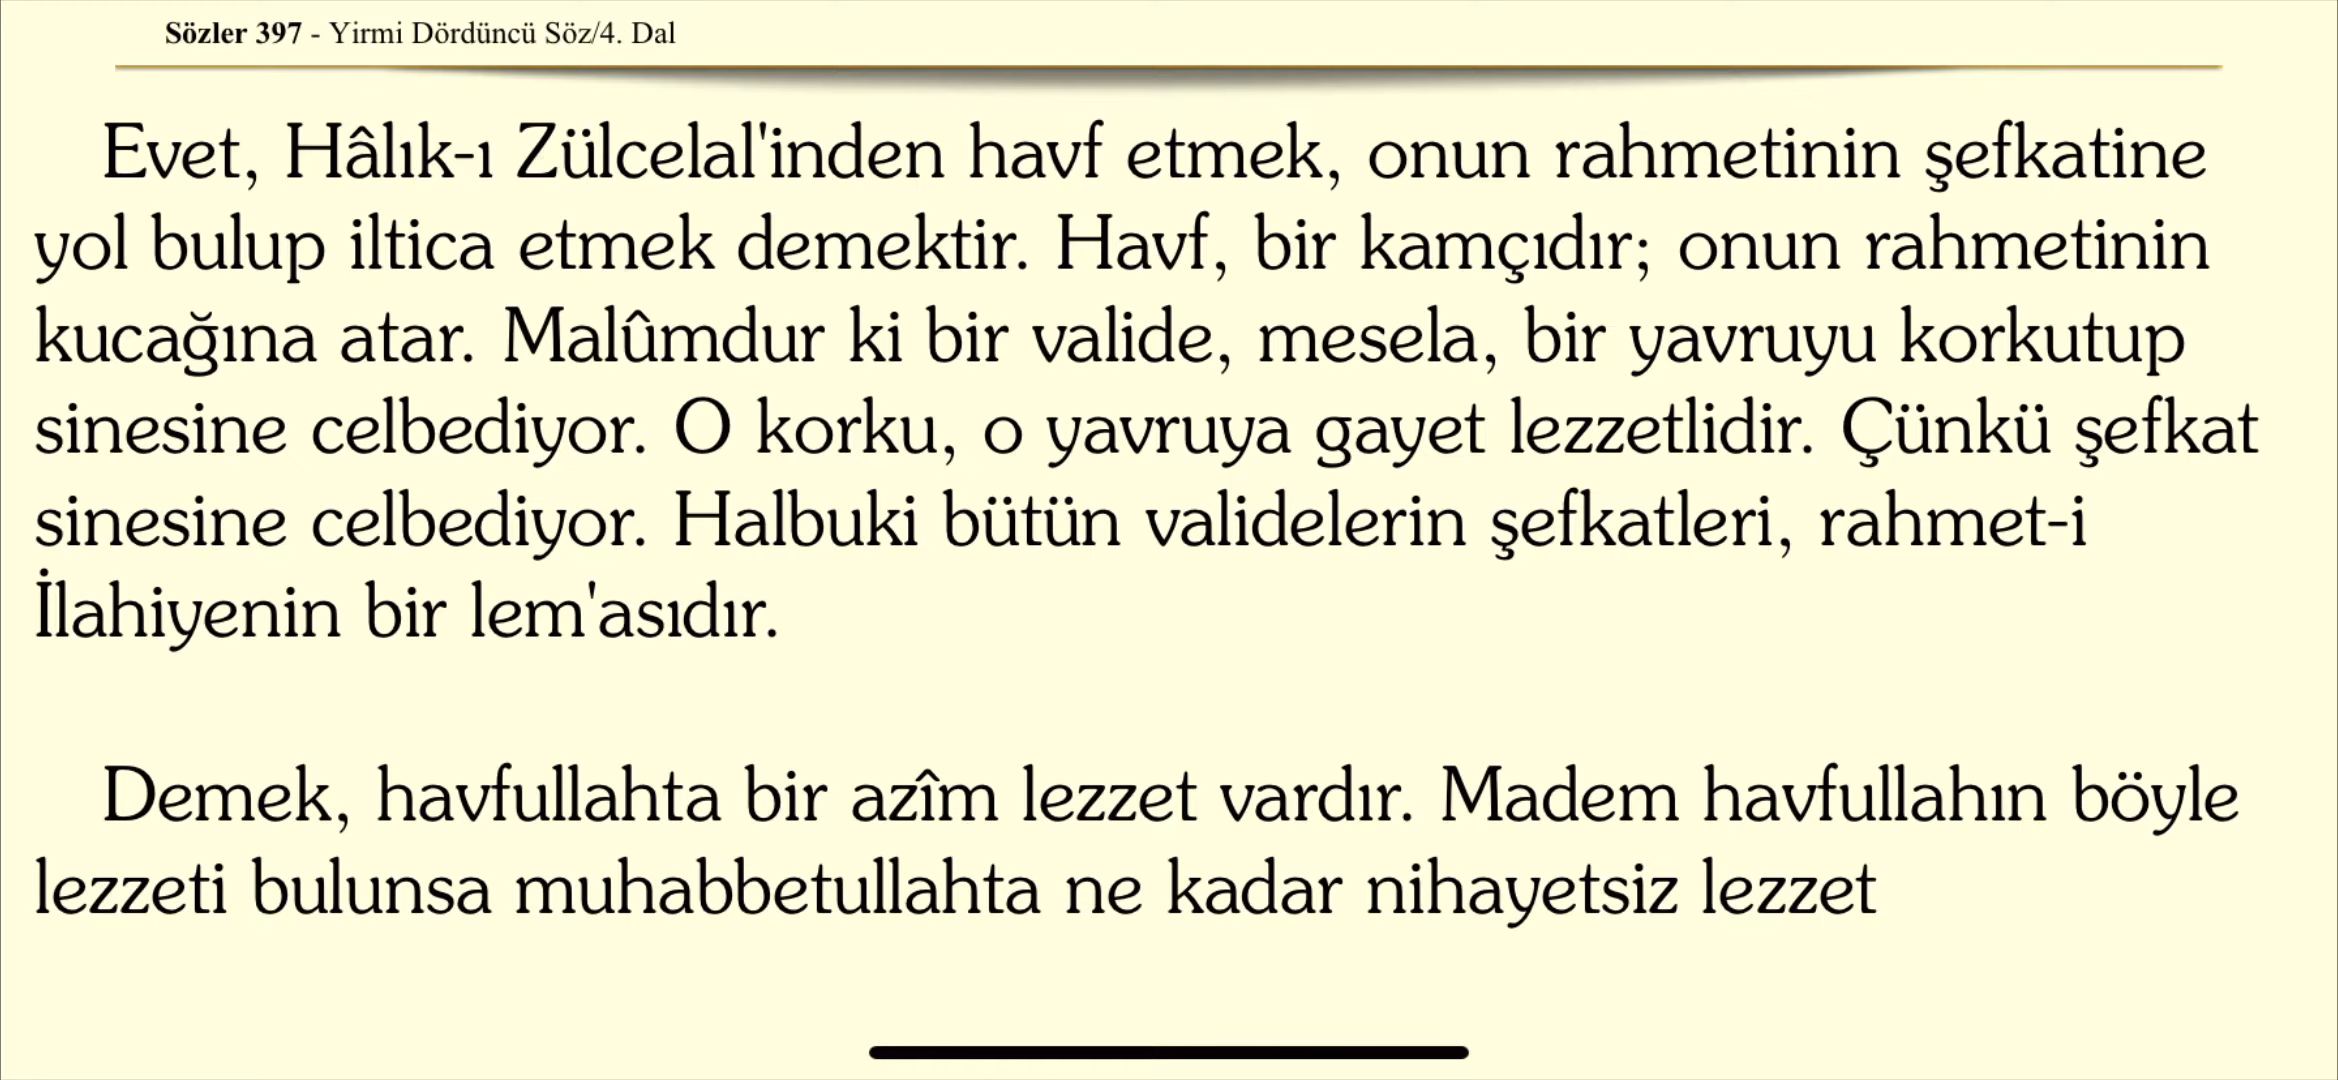 Sözler 397 - Yirmi Dördüncü Söz/4. Dal
Evet, Hâlık-ı Zülcelal'inden havf etmek, onun rahmetinin şefkatine
yol bulup iltica etmek demektir. Havf, bir kamçıdır; onun rahmetinin
kucağına atar. Malûmdur ki bir valide, mesela, bir yavruyu korkutup
sinesine celbediyor. O korku, o yavruya gayet lezzetlidir. Çünkü şefkat
sinesine celbediyor. Halbuki bütün validelerin şefkatleri, rahmet-i
İlahiyenin bir lem'asıdır.
Demek, havfullahta bir azîm lezzet vardır. Madem havfullahın böyle
lezzeti bulunsa muhabbetullahta ne kadar nihayetsiz lezzet